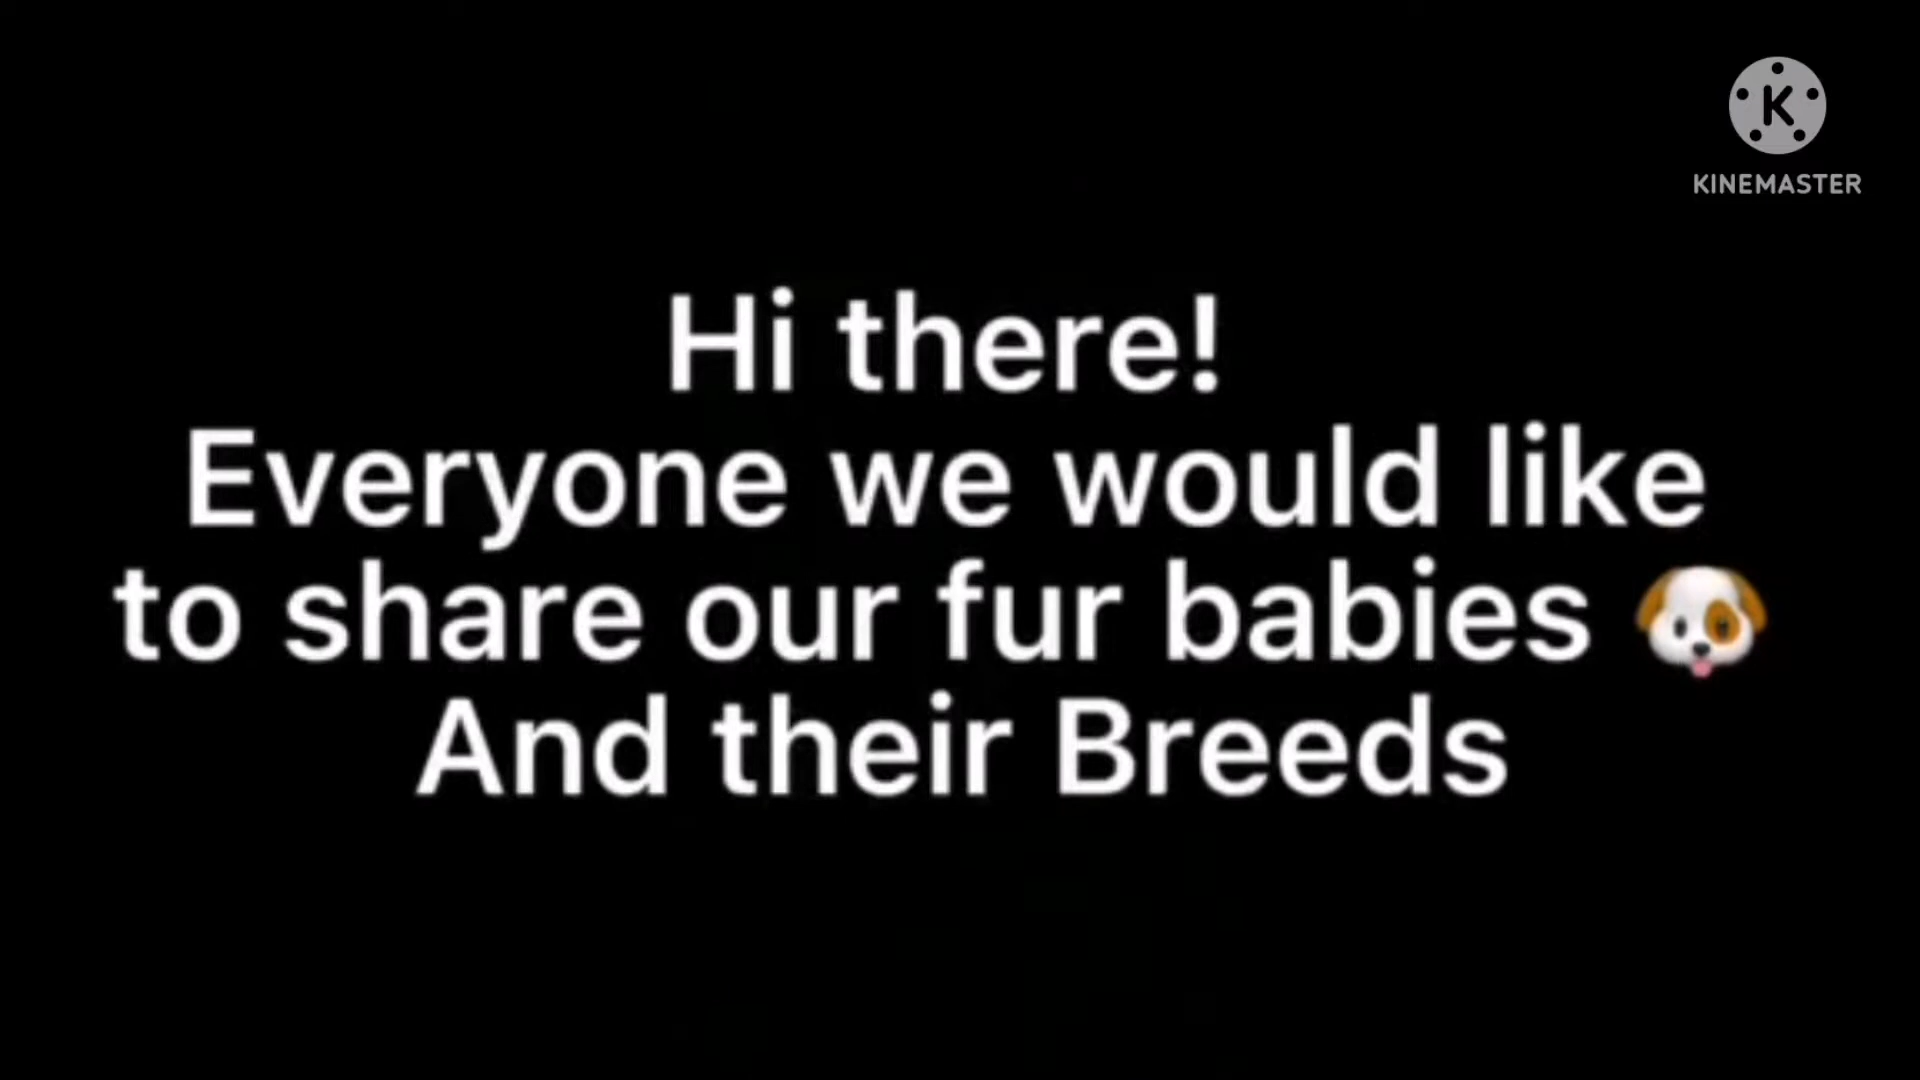 K
KINEMASTER
Hi there!
Everyone we would like
to share our fur babies 🐶
And their Breeds